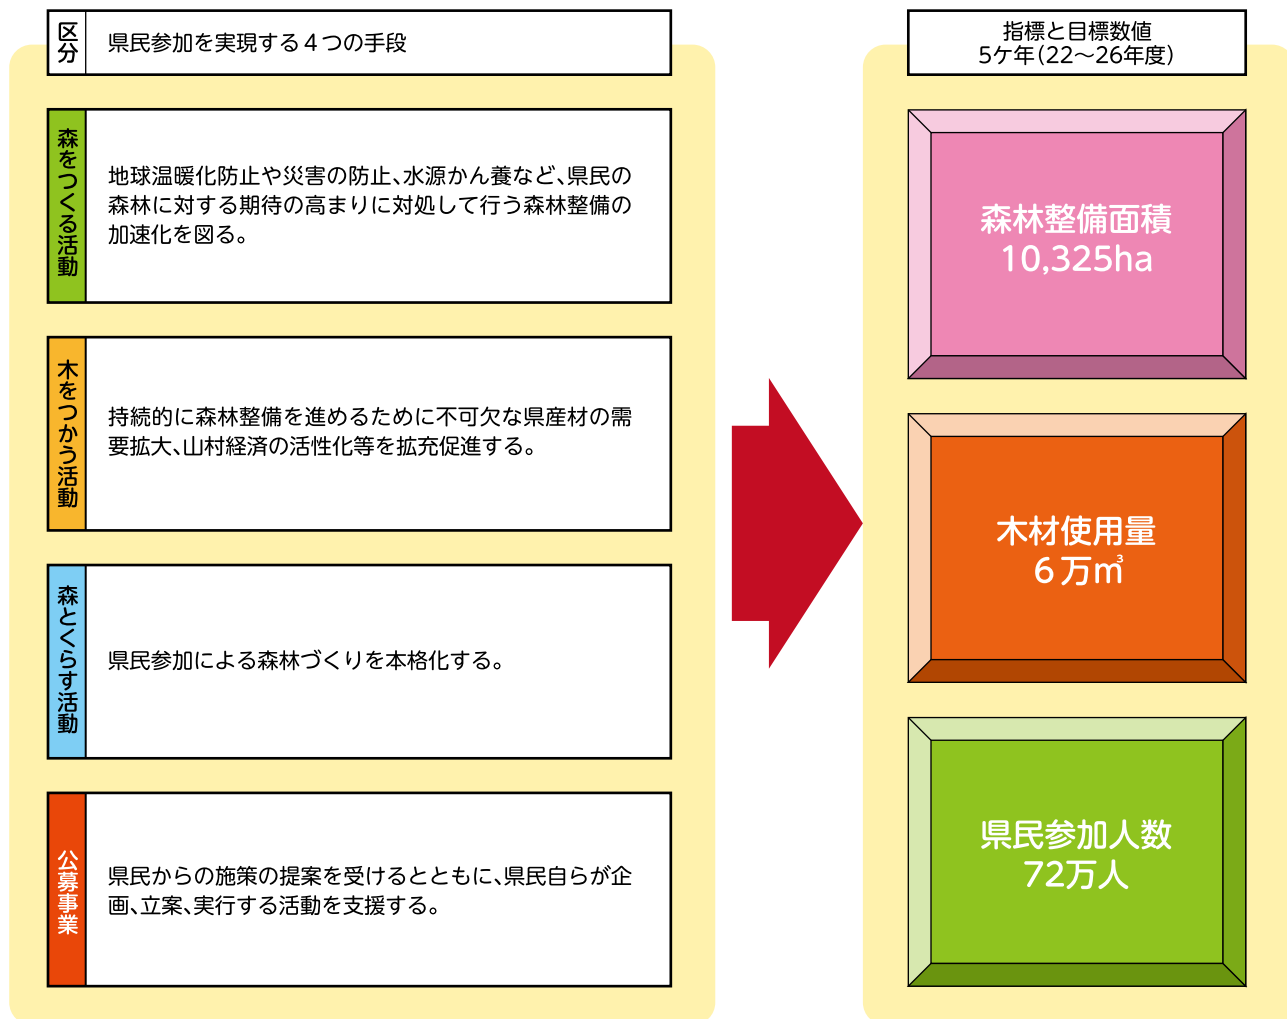 区分
県民参加を実現する４つの手段
森をつくる活動
地球温暖化防止や災害の防止、水源かん養など、県民の
森林に対する期待の高まりに対処して行う森林整備の
加速化を図る。
木をつかう活動
持続的に森林整備を進めるために不可欠な県産材の需
要拡大、山村経済の活性化等を拡充促進する。
森とくらす活動
県民参加による森林づくりを本格化する。
公募事業
県民からの施策の提案を受けるとともに、県民自らが企
画、立案、実行する活動を支援する。
指標と目標数値
5ケ年（22～26年度）
森林整備面積
10,325ha
木材使用量
６万㎥
県民参加人数
72万人